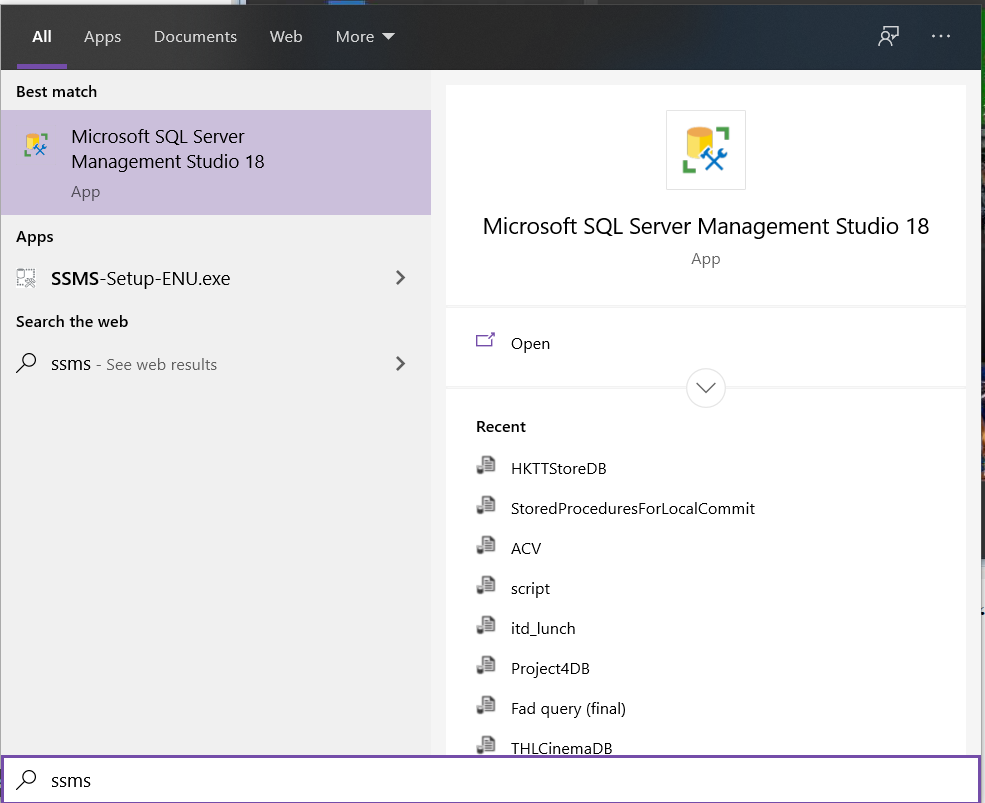 All Apps Documents Web More
Best match
Microsoft SQL Server
Management Studio 18
App
Apps
SSMS-Setup-ENU.exe
Search the web
ssms - See web results
Microsoft SQL Server Management Studio 18
App
Open
Recent
HKTTStoreDB
StoredProceduresForLocalCommit
ACV
script
itd_lunch
Project4DB
Fad query (final)
THLCinemaDB
ssms